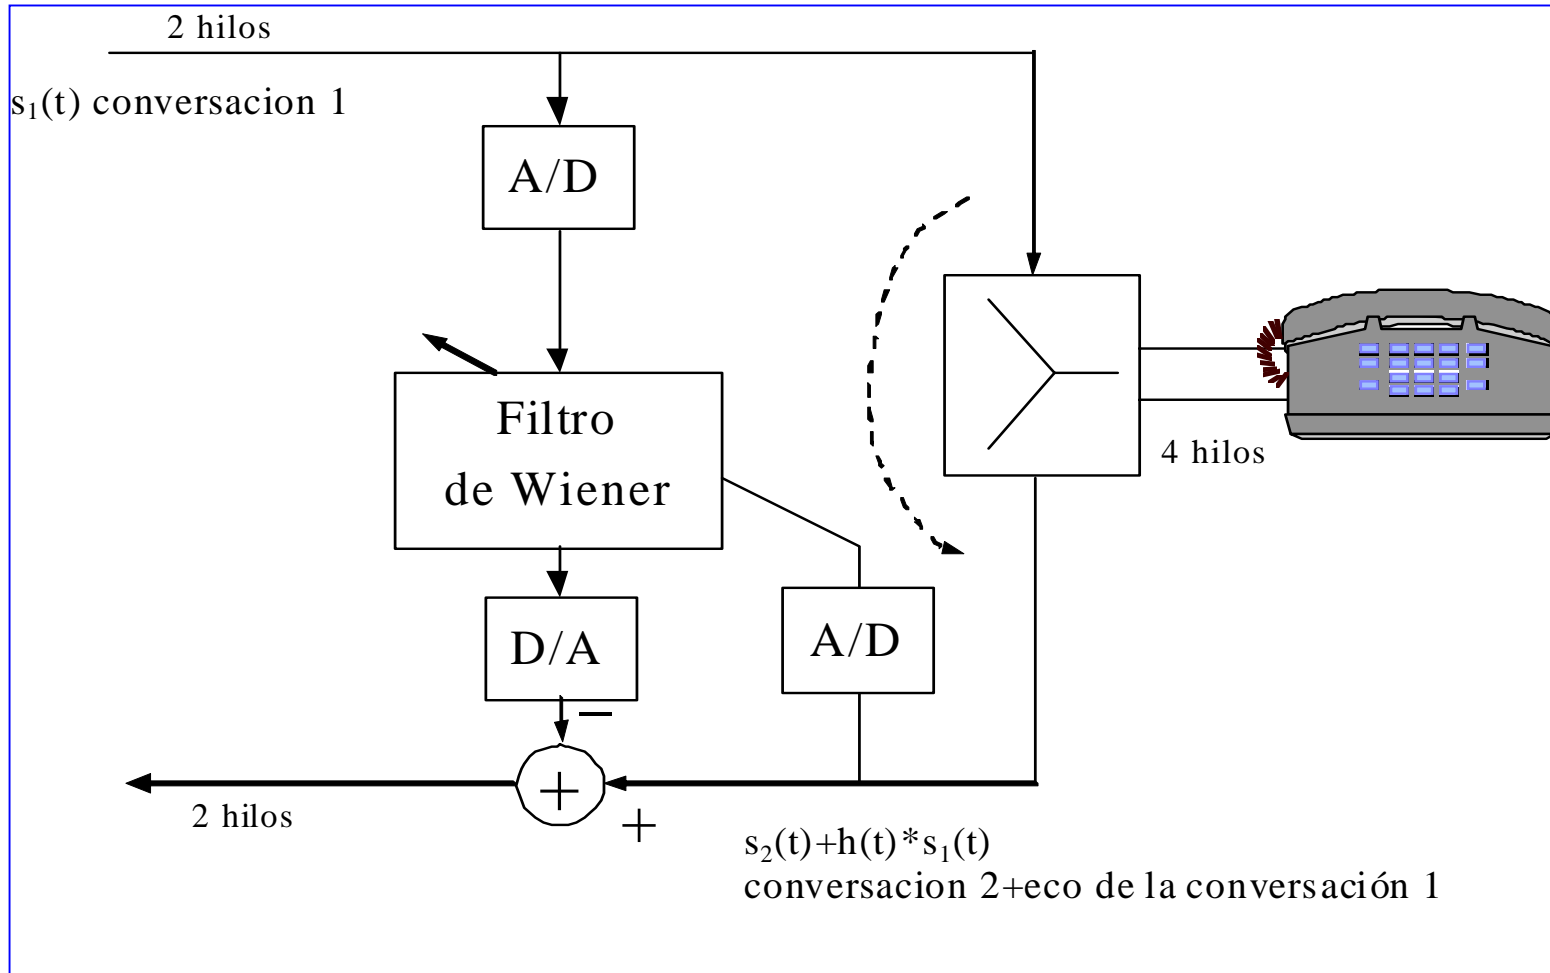 2 hilos
s₁(t) conversacion 1
A/D
Filtro
de Wiener
4 hilos
D/A
A/D
−
+
+
2 hilos
s₂(t)+h(t)*s₁(t)
conversacion 2+eco de la conversación 1